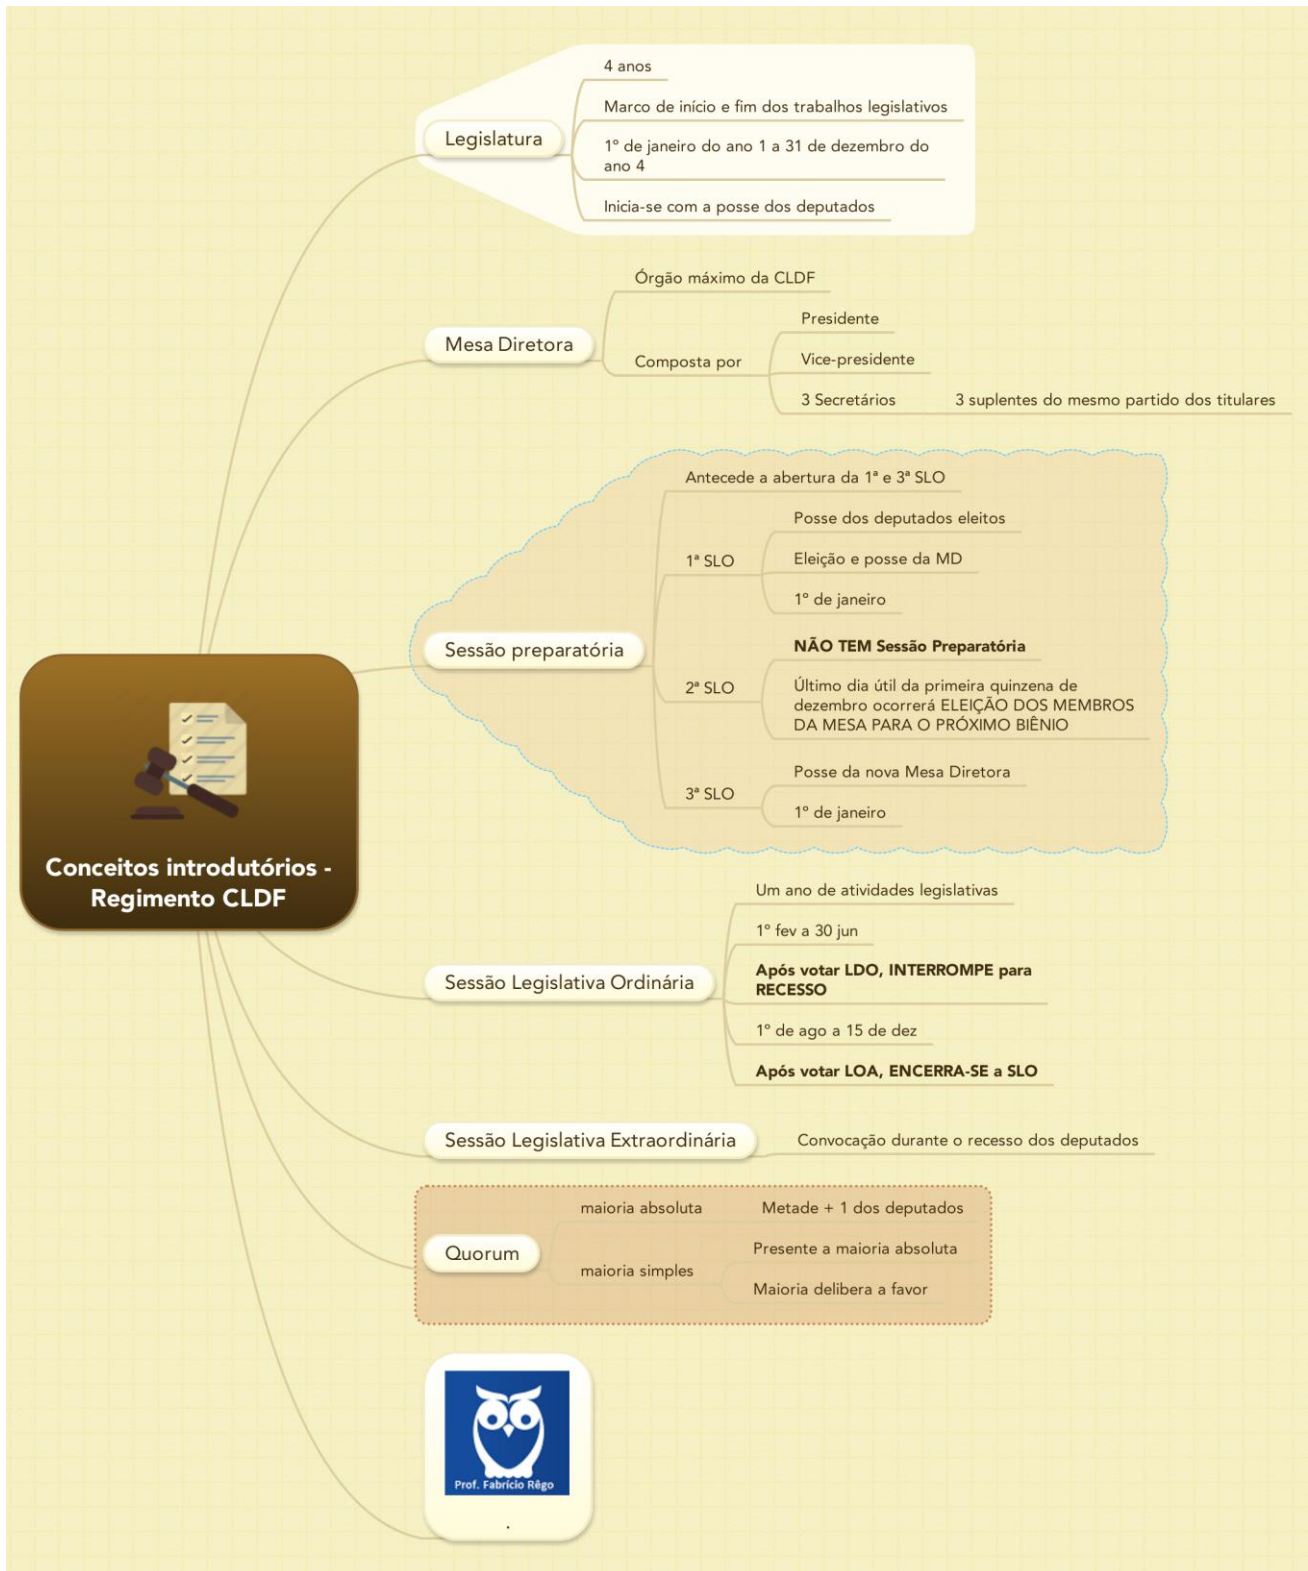 4 anos
Marco de início e fim dos trabalhos legislativos
Legislatura
1º de janeiro do ano 1 a 31 de dezembro do
ano 4
Inicia-se com a posse dos deputados
Órgão máximo da CLDF
Mesa Diretora
Composta por
Presidente
Vice-presidente
3 Secretários
3 suplentes do mesmo partido dos titulares
Sessão preparatória
Antecede a abertura da 1ª e 3ª SLO
1ª SLO
Posse dos deputados eleitos
Eleição e posse da MD
1º de janeiro
2ª SLO
NÃO TEM Sessão Preparatória
Último dia útil da primeira quinzena de
dezembro ocorrerá ELEIÇÃO DOS MEMBROS
DA MESA PARA O PRÓXIMO BIÊNIO
3ª SLO
Posse da nova Mesa Diretora
1º de janeiro
Conceitos introdutórios -
Regimento CLDF
Sessão Legislativa Ordinária
Um ano de atividades legislativas
1º fev a 30 jun
Após votar LDO, INTERROMPE para
RECESSO
1º de ago a 15 de dez
Após votar LOA, ENCERRA-SE a SLO
Sessão Legislativa Extraordinária
Convocação durante o recesso dos deputados
Quorum
maioria absoluta
Metade + 1 dos deputados
maioria simples
Presente a maioria absoluta
Maioria delibera a favor
Prof. Fabrício Rêgo
.